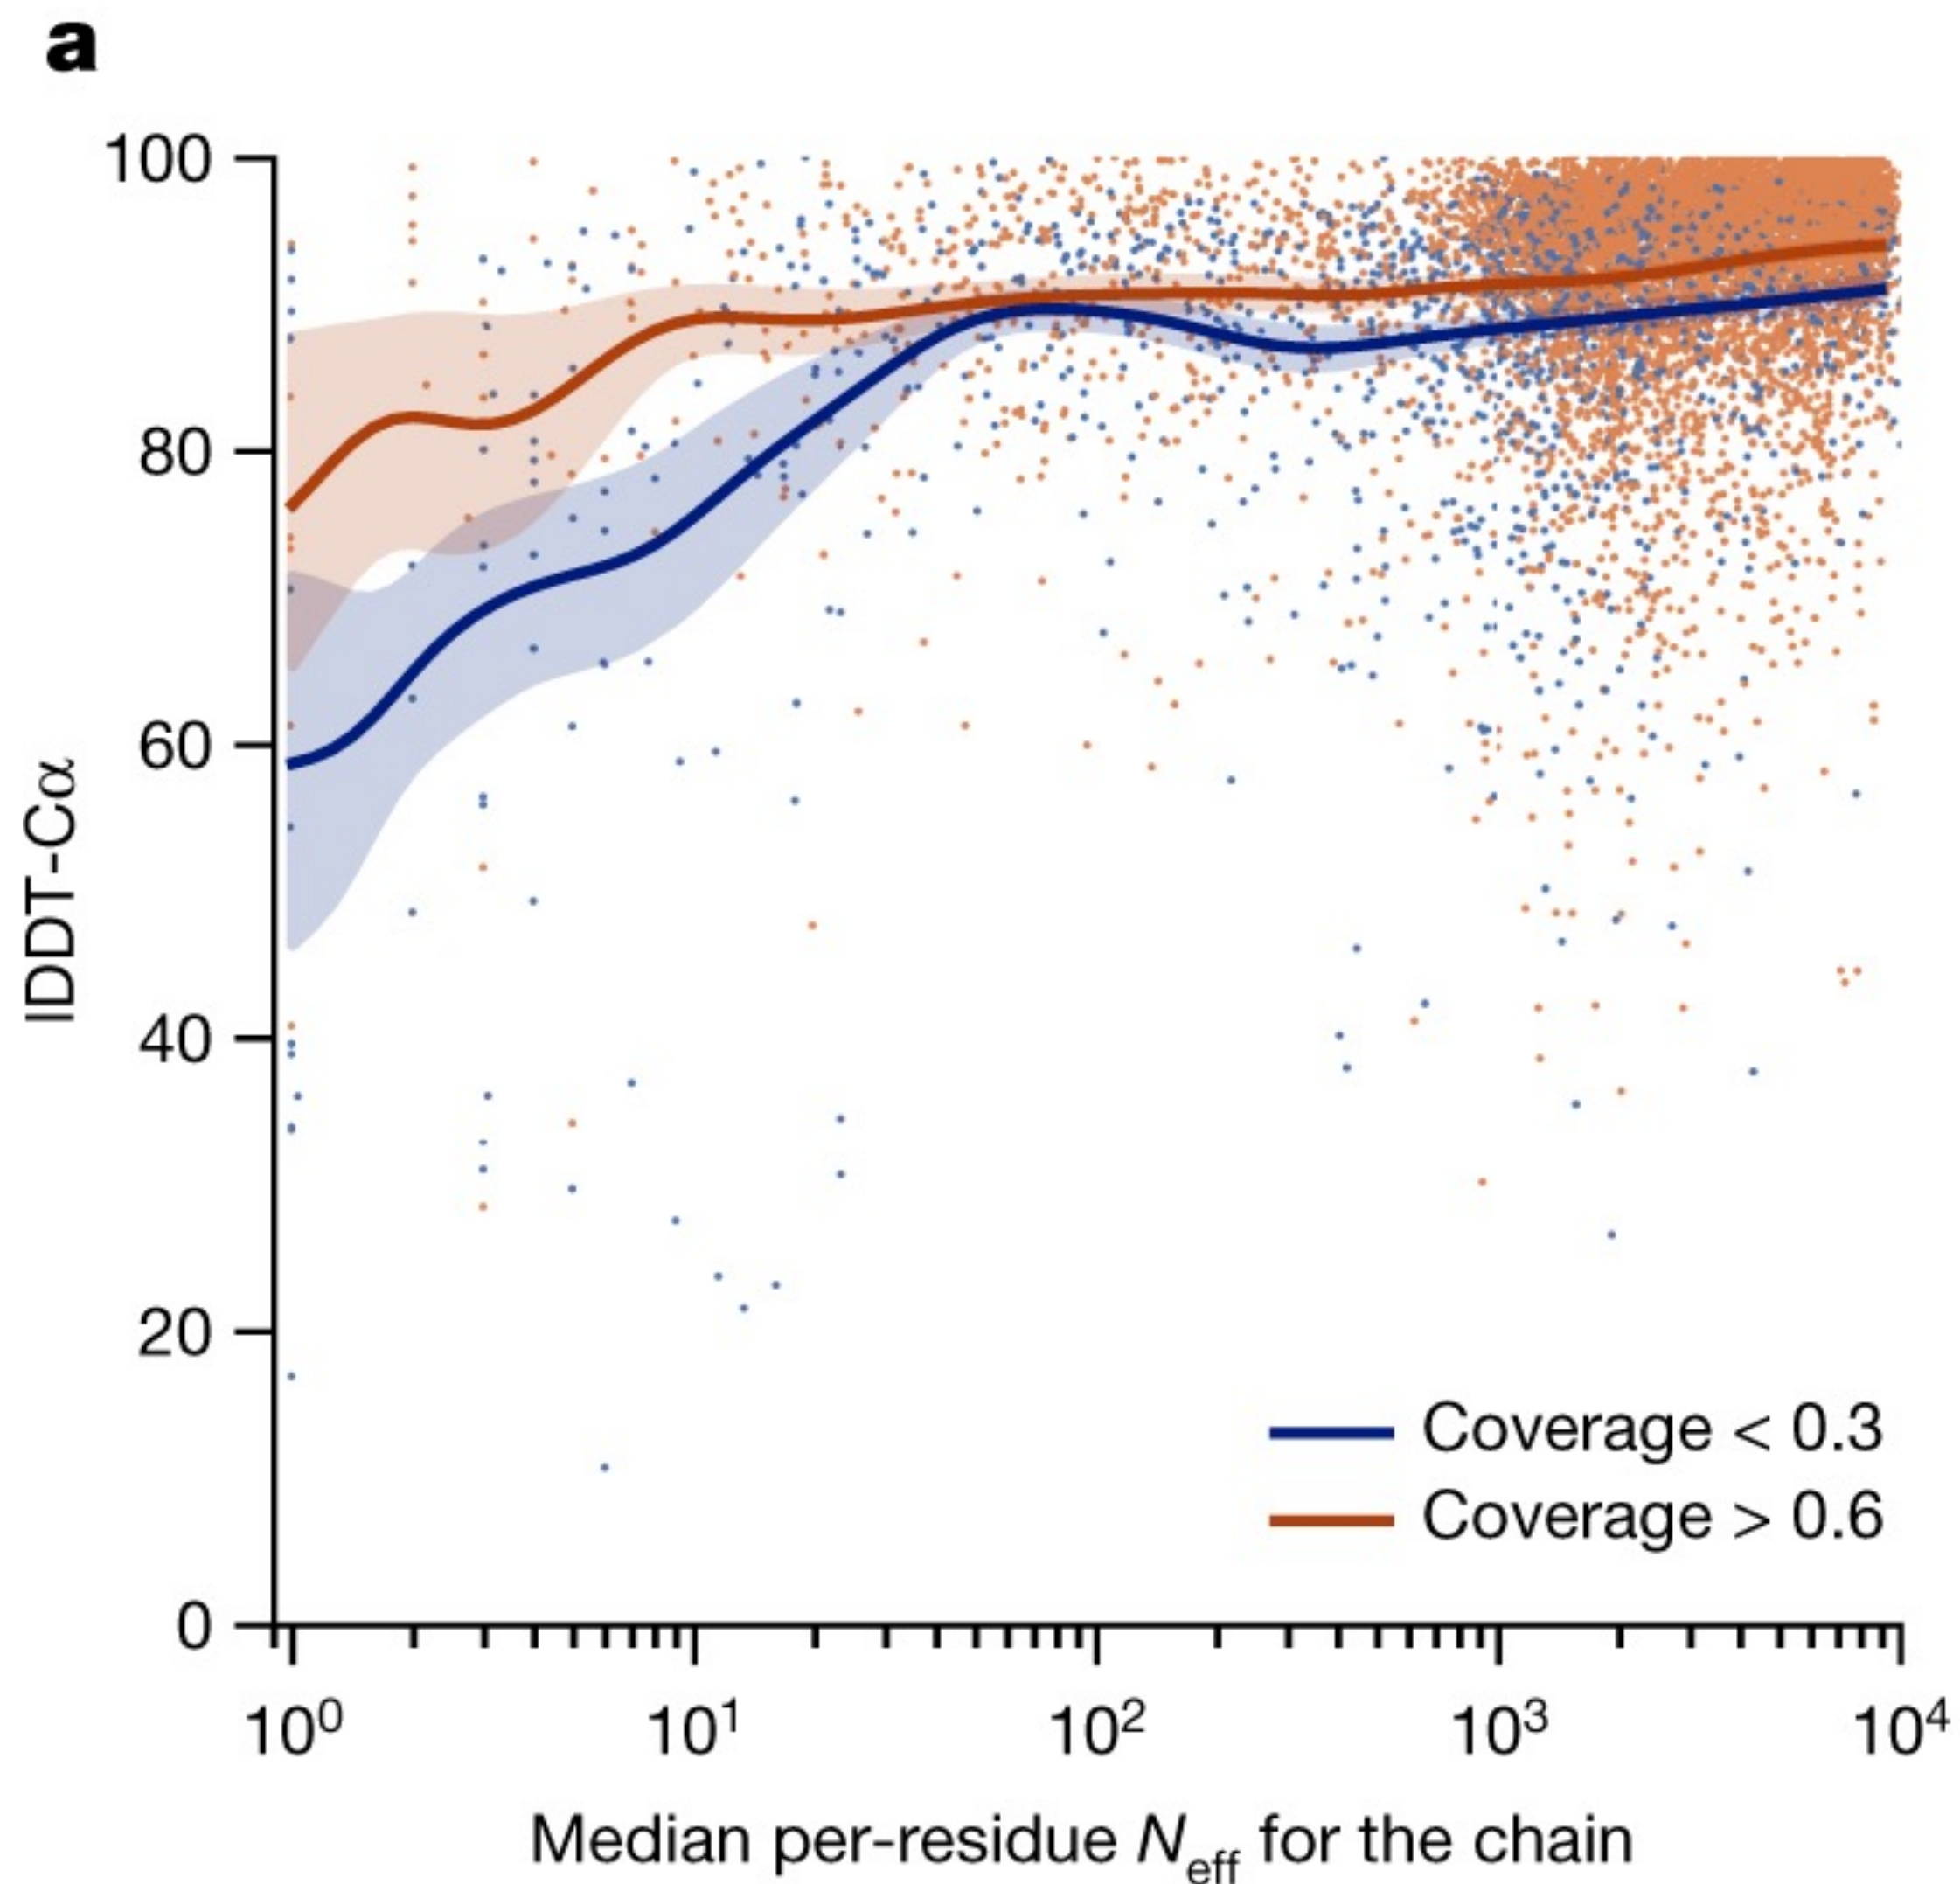 a
100
80
60
40
20
0
lDDT-Cα
Coverage < 0.3
Coverage > 0.6
10⁰ 10¹ 10² 10³ 10⁴
Median per-residue Neff for the chain